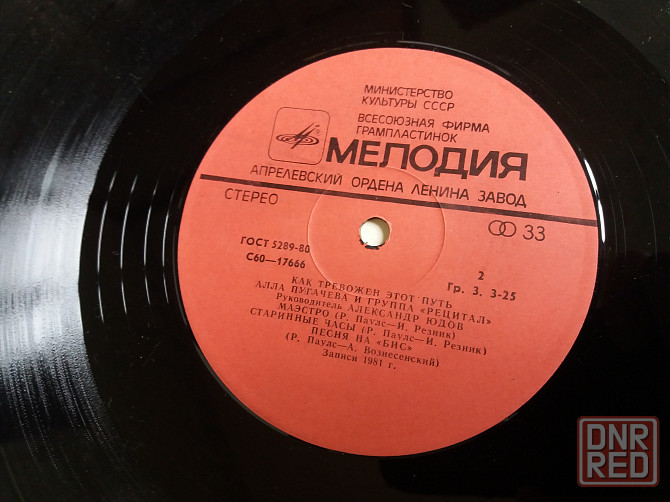 МИНИСТЕРСТВО
КУЛЬТУРЫ СССР
ВСЕСОЮЗНАЯ ФИРМА
ГРАМПЛАСТИНОК
МЕЛОДИЯ
АПРЕЛЕВСКИЙ ОРДЕНА ЛЕНИНА ЗАВОД
СТЕРЕО
33
ГОСТ 5289-80
С60—17666
2
Гр. 3. 3-25
КАК ТРЕВОЖЕН ЭТОТ ПУТЬ
АЛЛА ПУГАЧЕВА И ГРУППА «РЕЦИТАЛ»
Руководитель АЛЕКСАНДР ЮДОВ
МАЭСТРО (Р. Паулс—И. Резник)
СТАРИННЫЕ ЧАСЫ (Р. Паулс—И. Резник)
ПЕСНЯ НА «БИС»
(Р. Паулс—А. Вознесенский)
Записи 1981 г.
DNR
RED